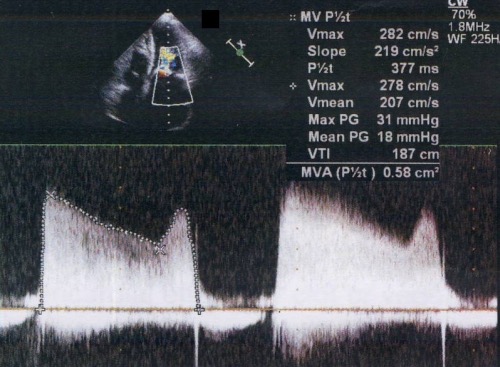 CW
70%
1.8MHz
WF 225H
:: MV P½t
Vmax 282 cm/s
Slope 219 cm/s²
P½t 377 ms
Vmax 278 cm/s
Vmean 207 cm/s
Max PG 31 mmHg
Mean PG 18 mmHg
VTI 187 cm
MVA (P½t ) 0.58 cm²